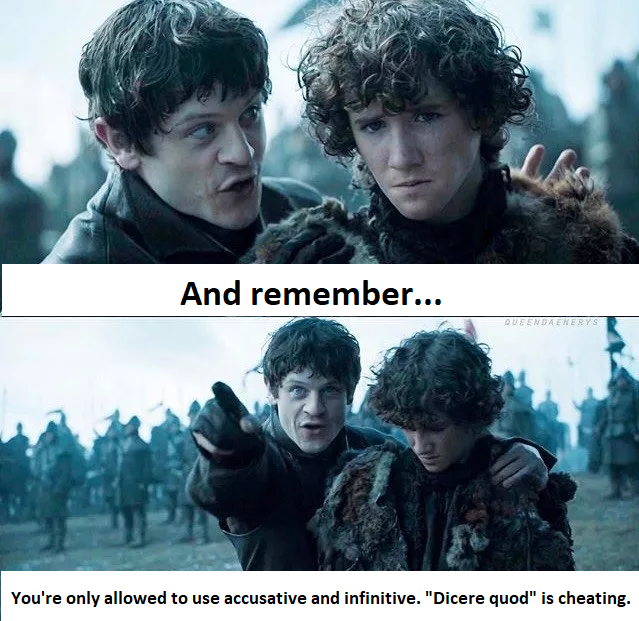 And remember...
QUEENDAENERYS
You're only allowed to use accusative and infinitive. "Dicere quod" is cheating.